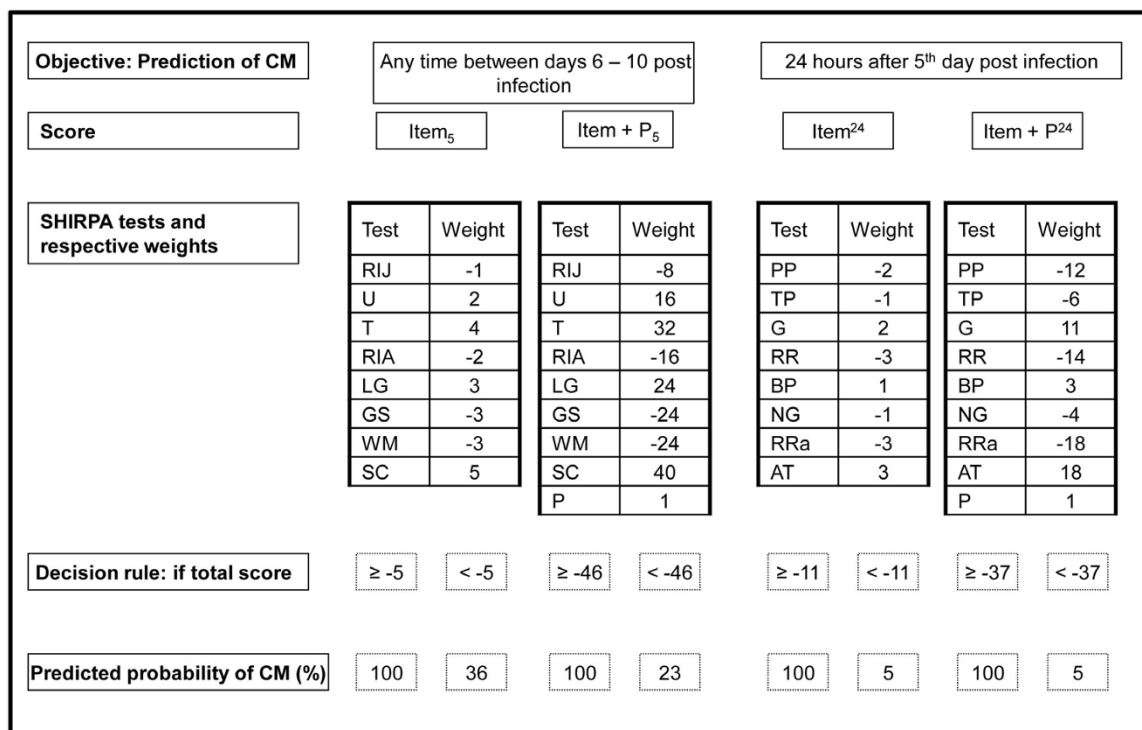 Objective: Prediction of CM
Any time between days 6 – 10 post
infection
24 hours after 5th day post infection
Score
Item5
Item + P5
Item24
Item + P24
SHIRPA tests and
respective weights
Test Weight Test Weight Test Weight Test Weight
RIJ -1 RIJ -8 PP -2 PP -12
U 2 U 16 TP -1 TP -6
T 4 T 32 G 2 G 11
RIA -2 RIA -16 RR -3 RR -14
LG 3 LG 24 BP 1 BP 3
GS -3 GS -24 NG -1 NG -4
WM -3 WM -24 RRa -3 RRa -18
SC 5 SC 40 AT 3 AT 18
P 1 P 1
Decision rule: if total score ≥ -5 < -5 ≥ -46 < -46 ≥ -11 < -11 ≥ -37 < -37
Predicted probability of CM (%) 100 36 100 23 100 5 100 5